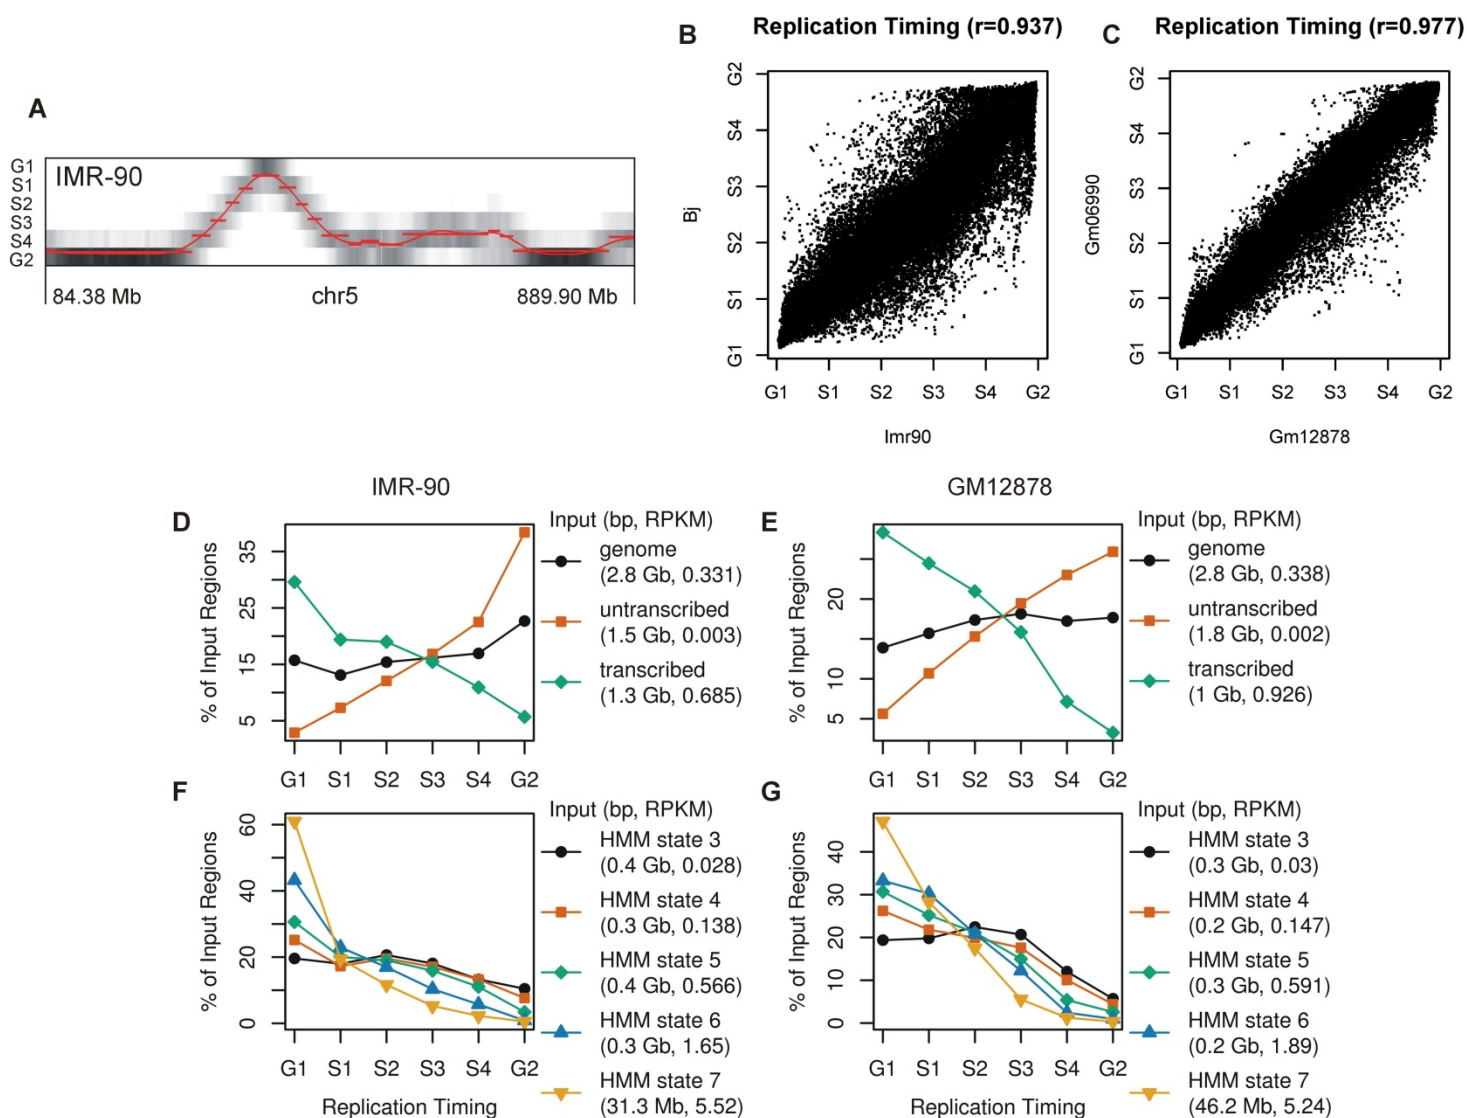 A
IMR-90
G1
S1
S2
S3
S4
G2
84.38 Mb
chr5
889.90 Mb
B
Replication Timing (r=0.937)
G2
S4
S3
S2
S1
G1
Bj
G1 S1 S2 S3 S4 G2
Imr90
C
Replication Timing (r=0.977)
G2
S4
S3
S2
S1
G1
Gm06990
G1 S1 S2 S3 S4 G2
Gm12878
IMR-90
D
% of Input Regions
35
25
15
5
G1 S1 S2 S3 S4 G2
Input (bp, RPKM)
genome
(2.8 Gb, 0.331)
untranscribed
(1.5 Gb, 0.003)
transcribed
(1.3 Gb, 0.685)
GM12878
E
% of Input Regions
20
10
5
G1 S1 S2 S3 S4 G2
Input (bp, RPKM)
genome
(2.8 Gb, 0.338)
untranscribed
(1.8 Gb, 0.002)
transcribed
(1 Gb, 0.926)
F
% of Input Regions
60
40
20
0
G1 S1 S2 S3 S4 G2
Replication Timing
Input (bp, RPKM)
HMM state 3
(0.4 Gb, 0.028)
HMM state 4
(0.3 Gb, 0.138)
HMM state 5
(0.4 Gb, 0.566)
HMM state 6
(0.3 Gb, 1.65)
HMM state 7
(31.3 Mb, 5.52)
G
% of Input Regions
40
30
20
10
0
G1 S1 S2 S3 S4 G2
Replication Timing
Input (bp, RPKM)
HMM state 3
(0.3 Gb, 0.03)
HMM state 4
(0.2 Gb, 0.147)
HMM state 5
(0.3 Gb, 0.591)
HMM state 6
(0.2 Gb, 1.89)
HMM state 7
(46.2 Mb, 5.24)